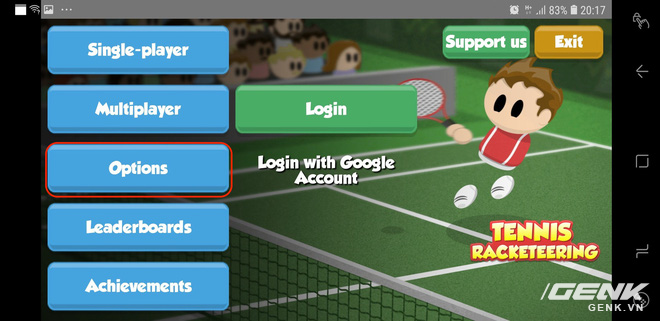 83% 20:17
Single-player
Support us
Exit
Multiplayer
Login
Options
Login with Google
Account
Leaderboards
TENNIS
RACKETEERING
Achievements
GENK
GENK.VN